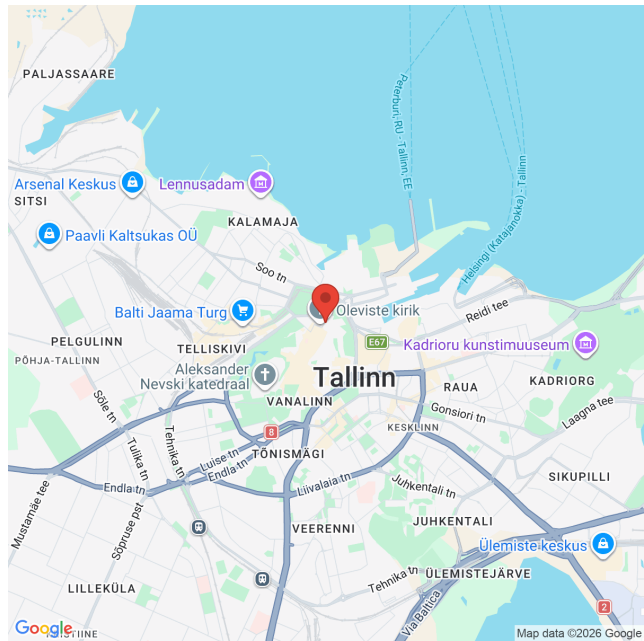 PALJASSAARE
Peterburi, RU - Tallinn, EE
Helsingi (Katajanokka) - Tallinn
Arsenal Keskus
Lennusadam
SITSI
KALAMAJA
Paavli Kaltsukas OÜ
Soo tn
Balti Jaama Turg
Oleviste kirik
Reidi tee
E67
PELGULINN
TELLISKIVI
Kadrioru kunstimuuseum
PÕHJA-TALLINN
Aleksander
Nevski katedraal
Tallinn
RAUA
KADRIORG
VANALINN
Sõle tn
Gonsiori tn
Laagna tee
KESKLINN
8
Tulika tn
Tehnika tn
TÕNISMÄGI
Luise tn
Endla tn
SIKUPILLI
Mustamäe tee
Endla tn
Liivalaia tn
Juhkentali tn
Sõpruse pst
VEERENNI
JUHKENTALI
Ülemiste keskus
LILLEKÜLA
Tehnika tn
ÜLEMISTEJÄRVE
Via Baltica
2
Google
Map data ©2026 Google